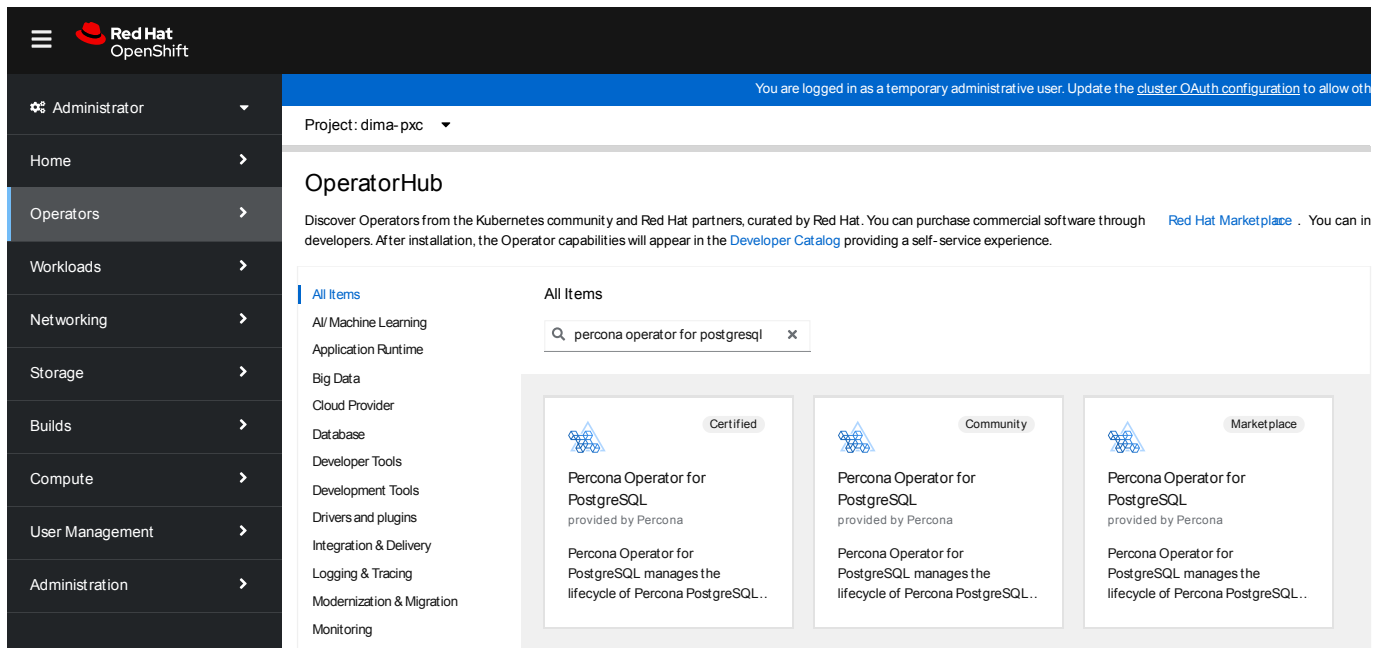 Red Hat
OpenShift
You are logged in as a temporary administrative user. Update the cluster OAuth configuration to allow oth
Administrator
Project: dima-pxc
Home
Operators
Workloads
Networking
Storage
Builds
Compute
User Management
Administration
OperatorHub
Discover Operators from the Kubernetes community and Red Hat partners, curated by Red Hat. You can purchase commercial software through Red Hat Marketplace . You can in
developers. After installation, the Operator capabilities will appear in the Developer Catalog providing a self-service experience.
All Items
AI/Machine Learning
Application Runtime
Big Data
Cloud Provider
Database
Developer Tools
Development Tools
Drivers and plugins
Integration & Delivery
Logging & Tracing
Modernization & Migration
Monitoring
All Items
percona operator for postgresql
Certified
Percona Operator for
PostgreSQL
provided by Percona
Percona Operator for
PostgreSQL manages the
lifecycle of Percona PostgreSQL..
Community
Percona Operator for
PostgreSQL
provided by Percona
Percona Operator for
PostgreSQL manages the
lifecycle of Percona PostgreSQL..
Marketplace
Percona Operator for
PostgreSQL
provided by Percona
Percona Operator for
PostgreSQL manages the
lifecycle of Percona PostgreSQL..